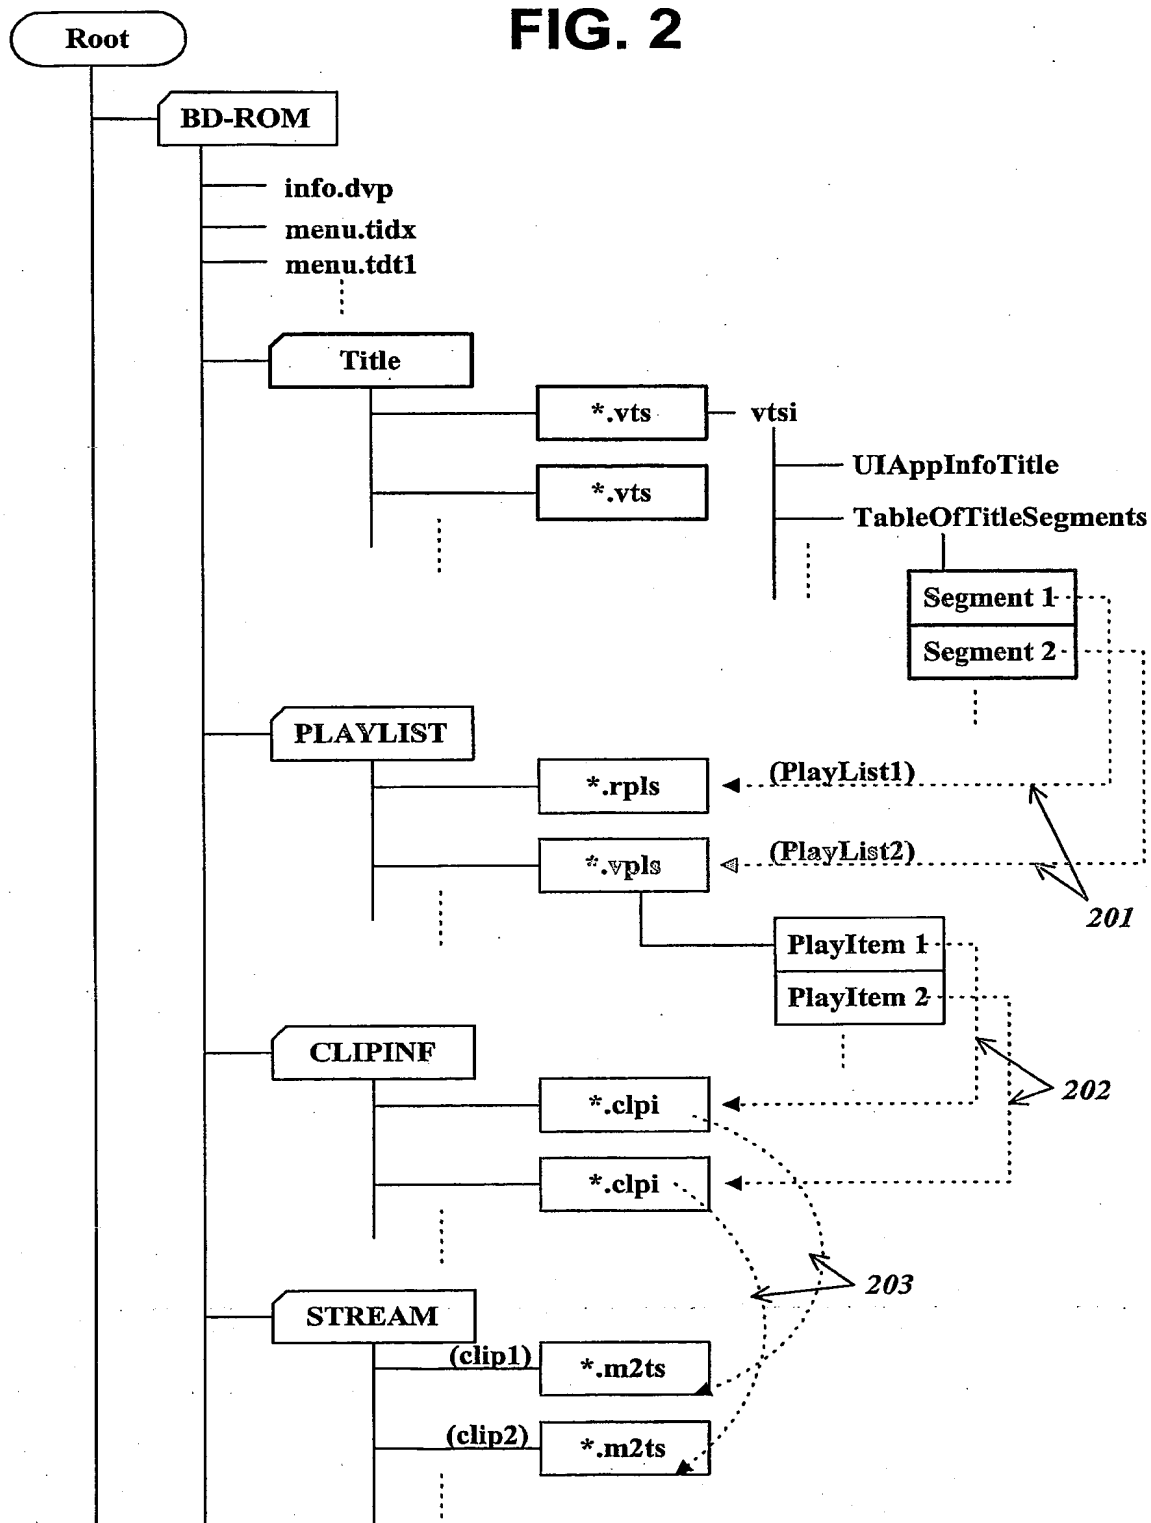 FIG. 2
Root
BD-ROM
info.dvp
menu.tidx
menu.tdt1
Title
*.vts
vtsi
UIAppInfoTitle
*.vts
TableOfTitleSegments
Segment 1
Segment 2
PLAYLIST
*.rpls
(PlayList1)
*.vpls
(PlayList2)
201
PlayItem 1
PlayItem 2
CLIPINF
202
*.clpi
*.clpi
203
STREAM
(clip1)
*.m2ts
(clip2)
*.m2ts